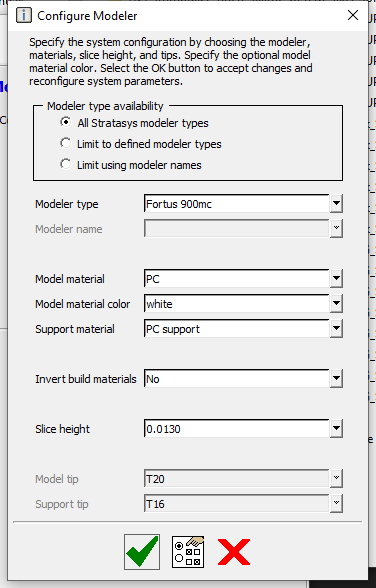 Configure Modeler
Specify the system configuration by choosing the modeler,
materials, slice height, and tips. Specify the optional model
material color. Select the OK button to accept changes and
reconfigure system parameters.
Modeler type availability
All Stratasys modeler types
Limit to defined modeler types
Limit using modeler names
Modeler type Fortus 900mc
Modeler name
Model material PC
Model material color white
Support material PC support
Invert build materials No
Slice height 0.0130
Model tip T20
Support tip T16